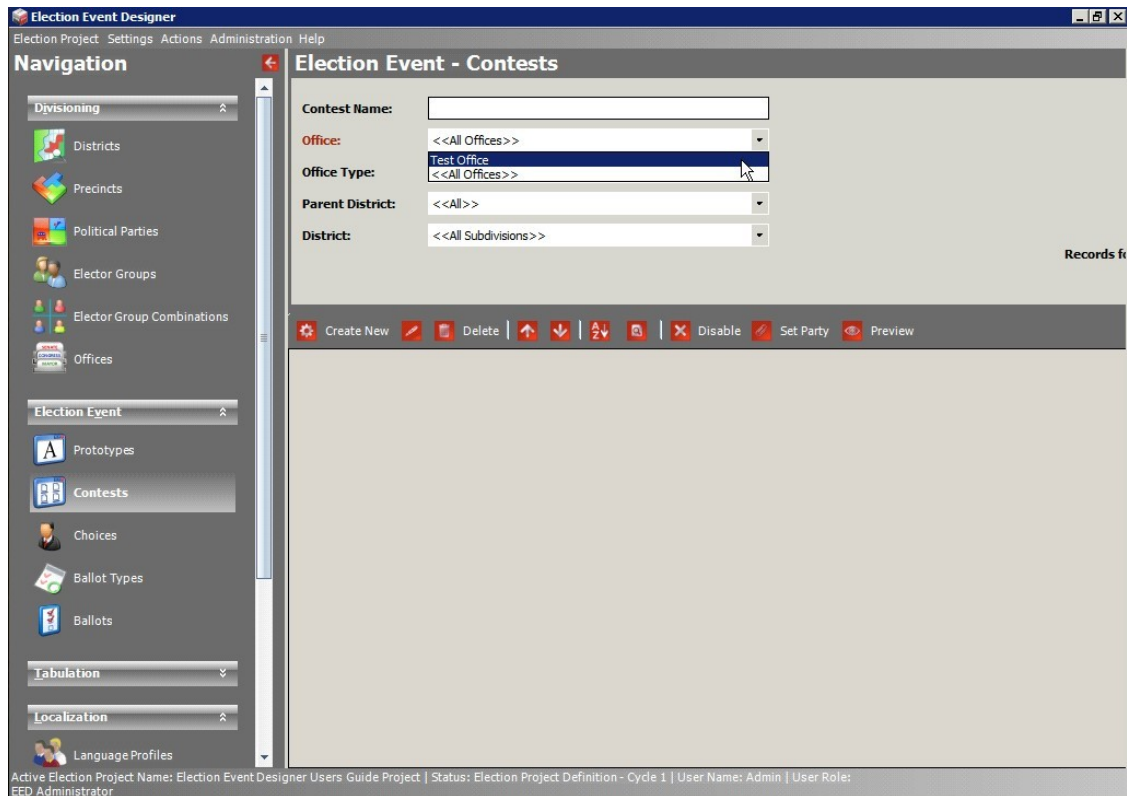 Election Event Designer
Election Project Settings Actions Administration Help
Navigation
Divisioning
Districts
Precincts
Political Parties
Elector Groups
Elector Group Combinations
Offices
Election Event
Prototypes
Contests
Choices
Ballot Types
Ballots
Tabulation
Localization
Language Profiles
Election Event - Contests
Contest Name:
Office: <<All Offices>>
Test Office
<<All Offices>>
Office Type:
Parent District: <<All>>
District: <<All Subdivisions>>
Records fo
Create New Delete Disable Set Party Preview
Active Election Project Name: Election Event Designer Users Guide Project | Status: Election Project Definition - Cycle 1 | User Name: Admin | User Role:
EED Administrator